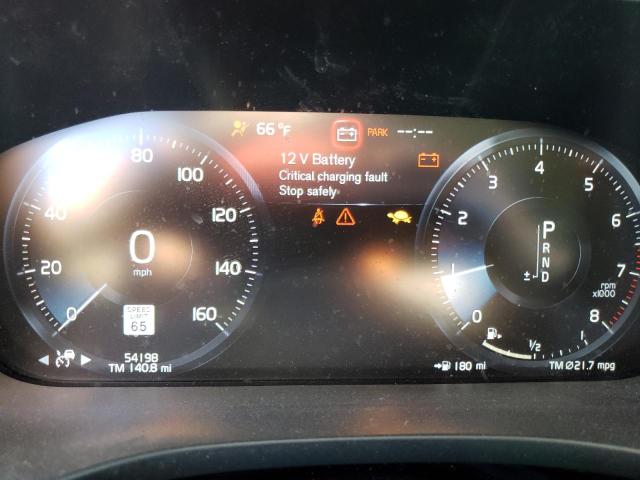 66°F PARK --:--
12 V Battery
Critical charging fault
Stop safely
0 20 40 80 100 120 140 160
0
mph
SPEED
LIMIT
65
54198
TM 140.8 mi
0 1 2 3 4 5 6 7 8
rpm
x1000
P
R
N
± D
1/2 1
180 mi
TM Ø21.7 mpg